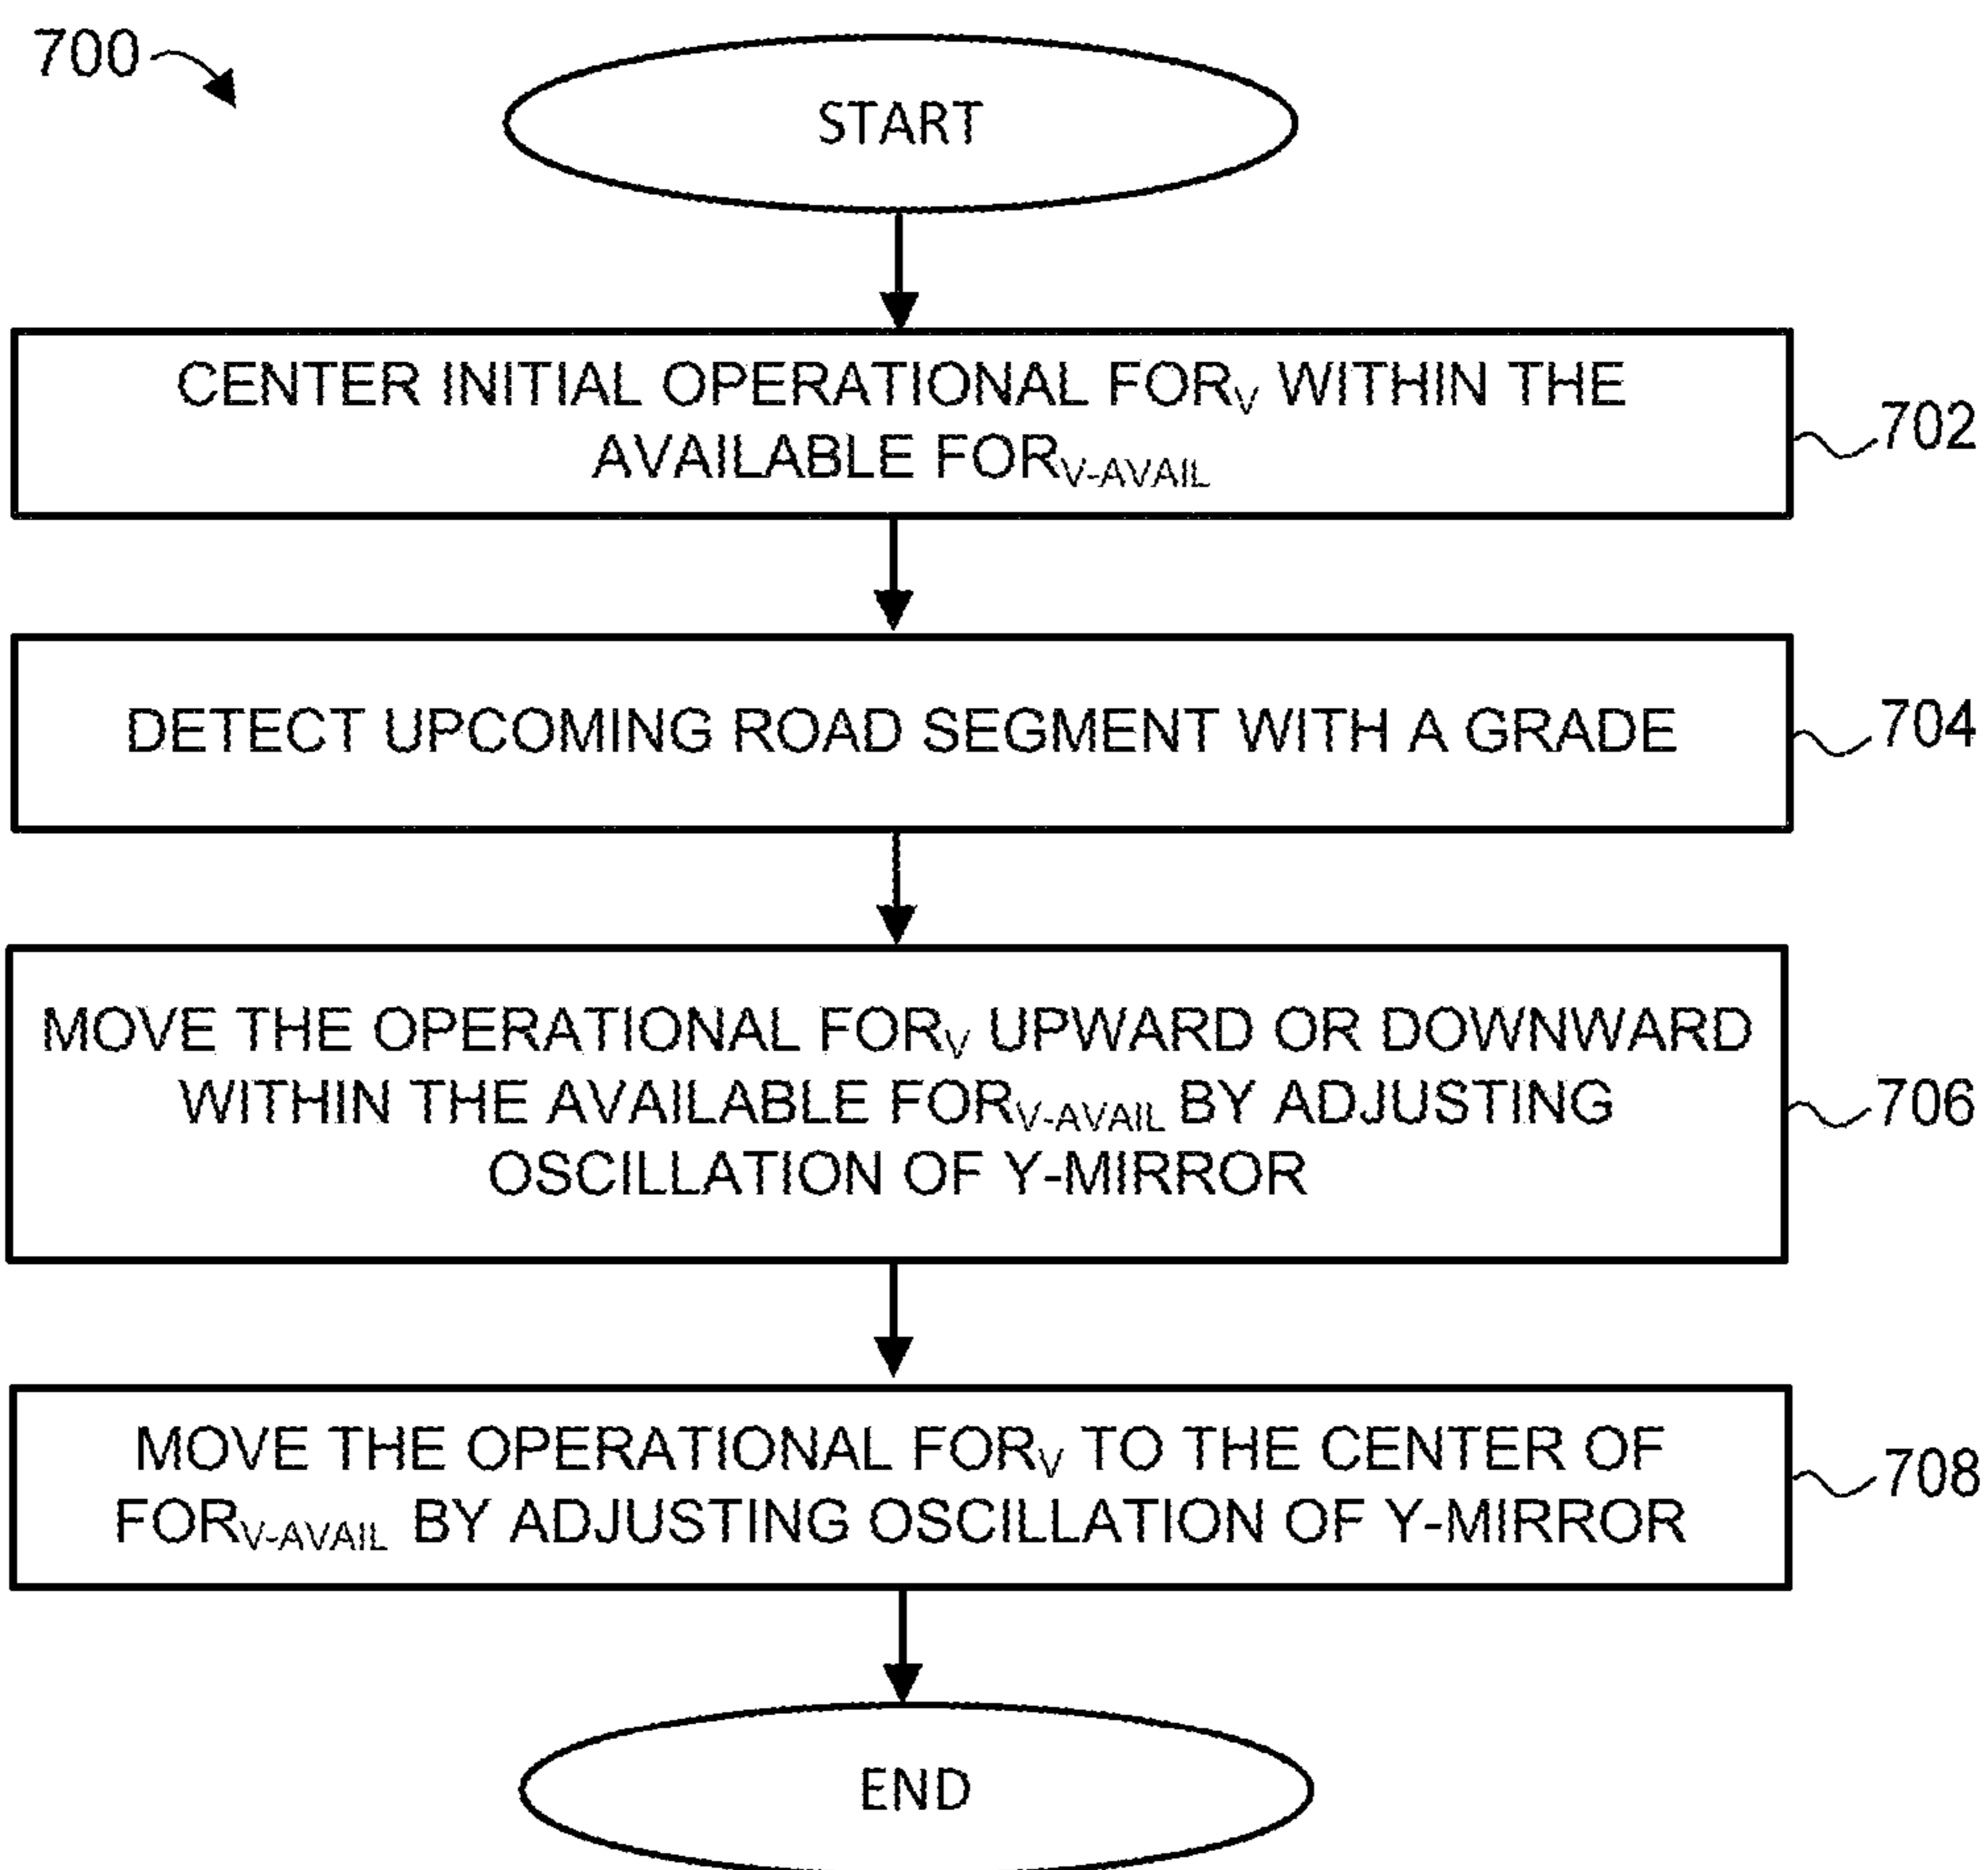 700
START
CENTER INITIAL OPERATIONAL FORV WITHIN THE
AVAILABLE FORV-AVAIL
702
DETECT UPCOMING ROAD SEGMENT WITH A GRADE
704
MOVE THE OPERATIONAL FORV UPWARD OR DOWNWARD
WITHIN THE AVAILABLE FORV-AVAIL BY ADJUSTING
OSCILLATION OF Y-MIRROR
706
MOVE THE OPERATIONAL FORV TO THE CENTER OF
FORV-AVAIL BY ADJUSTING OSCILLATION OF Y-MIRROR
708
END